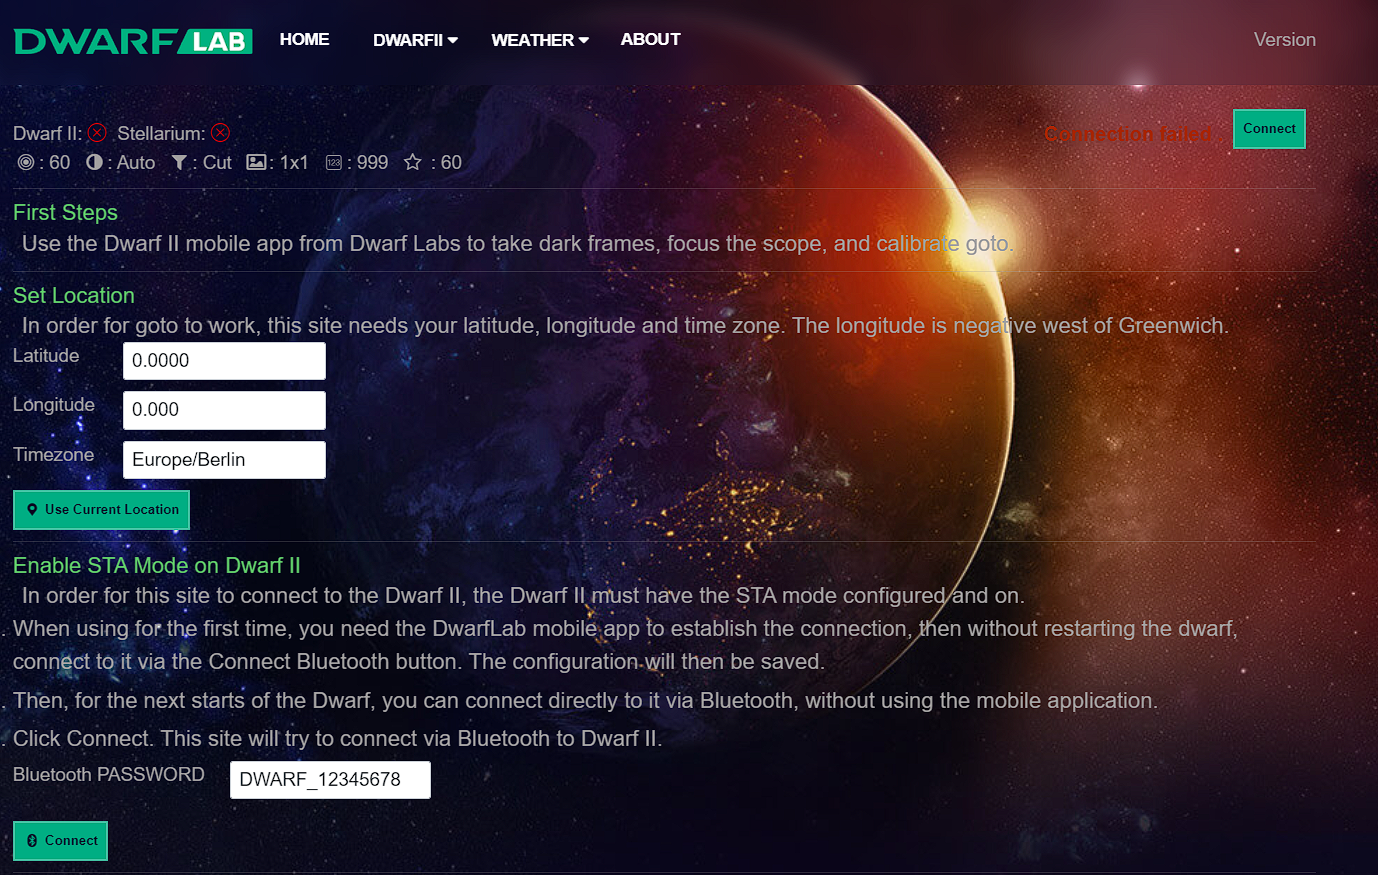 DWARF LAB HOME DWARFII WEATHER ABOUT Version
Dwarf II: Stellarium: Connection failed. Connect
: 60 : Auto : Cut : 1x1 123 : 999 : 60
First Steps
Use the Dwarf II mobile app from Dwarf Labs to take dark frames, focus the scope, and calibrate goto.
Set Location
In order for goto to work, this site needs your latitude, longitude and time zone. The longitude is negative west of Greenwich.
Latitude 0.0000
Longitude 0.000
Timezone Europe/Berlin
Use Current Location
Enable STA Mode on Dwarf II
In order for this site to connect to the Dwarf II, the Dwarf II must have the STA mode configured and on.
. When using for the first time, you need the DwarfLab mobile app to establish the connection, then without restarting the dwarf,
connect to it via the Connect Bluetooth button. The configuration will then be saved.
. Then, for the next starts of the Dwarf, you can connect directly to it via Bluetooth, without using the mobile application.
. Click Connect. This site will try to connect via Bluetooth to Dwarf II.
Bluetooth PASSWORD DWARF_12345678
Connect